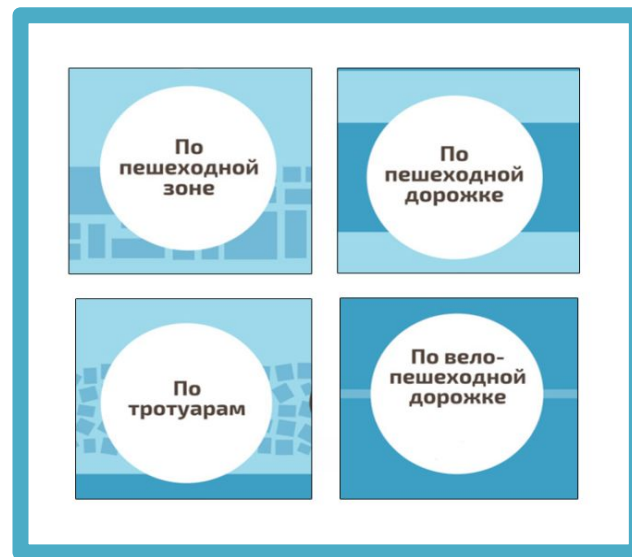 По
пешеходной
зоне
По
пешеходной
дорожке
По
тротуарам
По вело-
пешеходной
дорожке